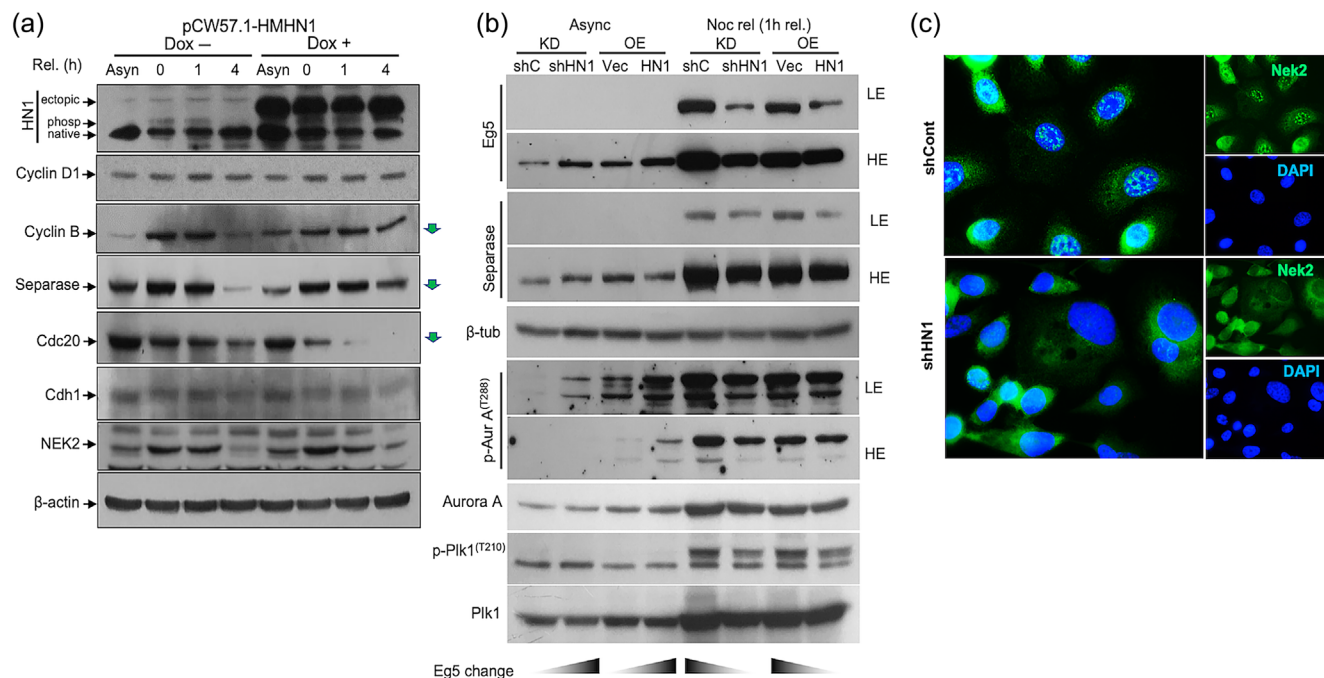 (a)
pCW57.1-HMHN1
Dox – Dox +
Rel. (h) Asyn 0 1 4 Asyn 0 1 4
HN1
ectopic
phosp
native
Cyclin D1
Cyclin B
Separase
Cdc20
Cdh1
NEK2
β-actin
(b)
Async Noc rel (1h rel.)
KD OE KD OE
shC shHN1 Vec HN1 shC shHN1 Vec HN1
Eg5
LE
HE
Separase
LE
HE
β-tub
p-Aur A(T288)
LE
HE
Aurora A
p-Plk1(T210)
Plk1
Eg5 change
(c)
shCont
Nek2
DAPI
shHN1
Nek2
DAPI